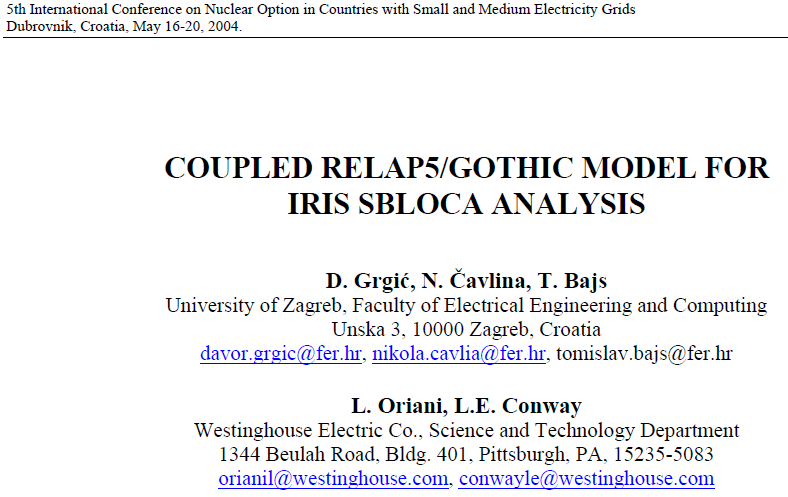 5th International Conference on Nuclear Option in Countries with Small and Medium Electricity Grids
Dubrovnik, Croatia, May 16-20, 2004.
COUPLED RELAP5/GOTHIC MODEL FOR
IRIS SBLOCA ANALYSIS
D. Grgić, N. Čavlina, T. Bajs
University of Zagreb, Faculty of Electrical Engineering and Computing
Unska 3, 10000 Zagreb, Croatia
davor.grgic@fer.hr, nikola.cavlia@fer.hr, tomislav.bajs@fer.hr
L. Oriani, L.E. Conway
Westinghouse Electric Co., Science and Technology Department
1344 Beulah Road, Bldg. 401, Pittsburgh, PA, 15235-5083
orianil@westinghouse.com, conwayle@westinghouse.com